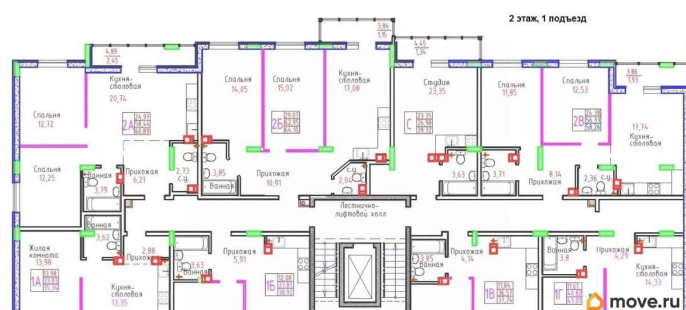 2 этаж, 1 подъезд
4.89
2.45
3.84
1.15
4.45
1.34
3.86
1.93
Кухня-
столовая
20,74
Спальня
14,05
Спальня
15,02
Кухня-
столовая
17,08
Студия
23,35
Спальня
11,85
Спальня
12,53
Кухня-
столовая
17,74
Спальня
12,72
2А
2Б
С
2В
Спальня
12,25
Ванная
3,79
Прихожая
6,21
2,73
с.у.
3,85
Ванная
Прихожая
10,91
с.у.
2,04
3,63
3,71
Прихожая
8,14
2,36 с.у.
Лестнично-
лифтовой холл
Жилая
комната
13,98
Ванная
3,62
2,88
Прихожая
3,63
Ванная
Прихожая
5,91
3,85
Ванная
Прихожая
4,14
Ванная
3,8
Прихожая
4,29
Кухня-
столовая
14,33
1А
Кухня-
столовая
13,35
1Б
1В
1Г
move.ru